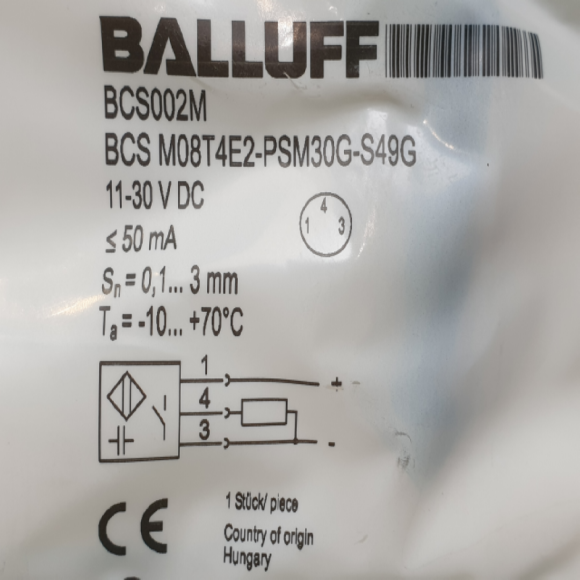 BALLUFF
BCS002M
BCS M08T4E2-PSM30G-S49G
11-30 V DC
4
1 3
≤ 50 mA
Sn = 0,1... 3 mm
Ta = -10... +70°C
1
+
4
3
-
CE
1 Stück/ piece
Country of origin
Hungary